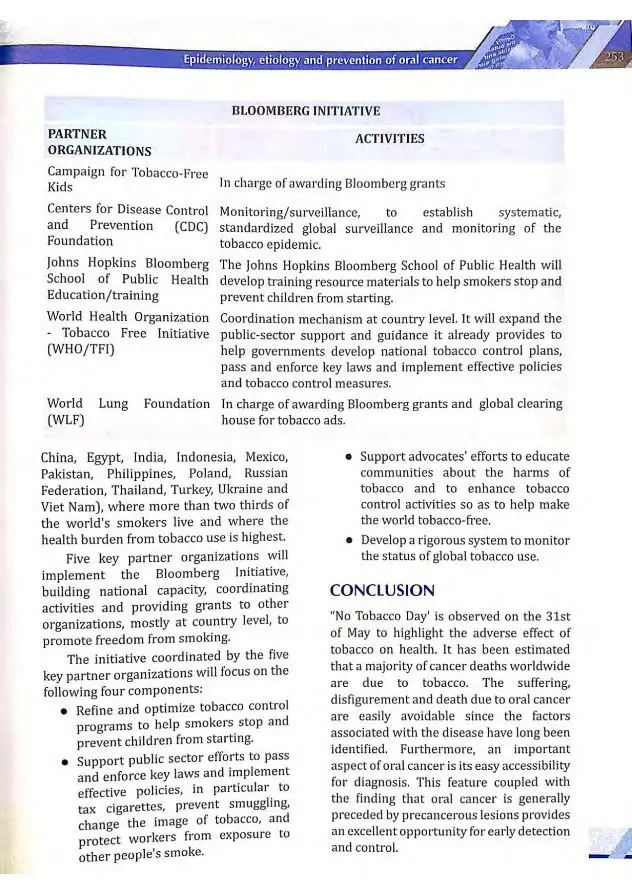 Epidemiology, etiology and prevention of oral cancer
253
BLOOMBERG INITIATIVE
PARTNER
ORGANIZATIONS
ACTIVITIES
Campaign for Tobacco-Free
Kids
In charge of awarding Bloomberg grants
Centers for Disease Control
and Prevention (CDC)
Foundation
Monitoring/surveillance, to establish systematic,
standardized global surveillance and monitoring of the
tobacco epidemic.
Johns Hopkins Bloomberg
School of Public Health
Education/training
The Johns Hopkins Bloomberg School of Public Health will
develop training resource materials to help smokers stop and
prevent children from starting.
World Health Organization
- Tobacco Free Initiative
(WHO/TFI)
Coordination mechanism at country level. It will expand the
public-sector support and guidance it already provides to
help governments develop national tobacco control plans,
pass and enforce key laws and implement effective policies
and tobacco control measures.
World Lung Foundation
(WLF)
In charge of awarding Bloomberg grants and global clearing
house for tobacco ads.
China, Egypt, India, Indonesia, Mexico,
Pakistan, Philippines, Poland, Russian
Federation, Thailand, Turkey, Ukraine and
Viet Nam), where more than two thirds of
the world's smokers live and where the
health burden from tobacco use is highest.
Five key partner organizations will
implement the Bloomberg Initiative,
building national capacity, coordinating
activities and providing grants to other
organizations, mostly at country level, to
promote freedom from smoking.
The initiative coordinated by the five
key partner organizations will focus on the
following four components:
● Refine and optimize tobacco control
programs to help smokers stop and
prevent children from starting.
● Support public sector efforts to pass
and enforce key laws and implement
effective policies, in particular to
tax cigarettes, prevent smuggling,
change the image of tobacco, and
protect workers from exposure to
other people's smoke.
● Support advocates' efforts to educate
communities about the harms of
tobacco and to enhance tobacco
control activities so as to help make
the world tobacco-free.
● Develop a rigorous system to monitor
the status of global tobacco use.
CONCLUSION
"No Tobacco Day' is observed on the 31st
of May to highlight the adverse effect of
tobacco on health. It has been estimated
that a majority of cancer deaths worldwide
are due to tobacco. The suffering,
disfigurement and death due to oral cancer
are easily avoidable since the factors
associated with the disease have long been
identified. Furthermore, an important
aspect of oral cancer is its easy accessibility
for diagnosis. This feature coupled with
the finding that oral cancer is generally
preceded by precancerous lesions provides
an excellent opportunity for early detection
and control.